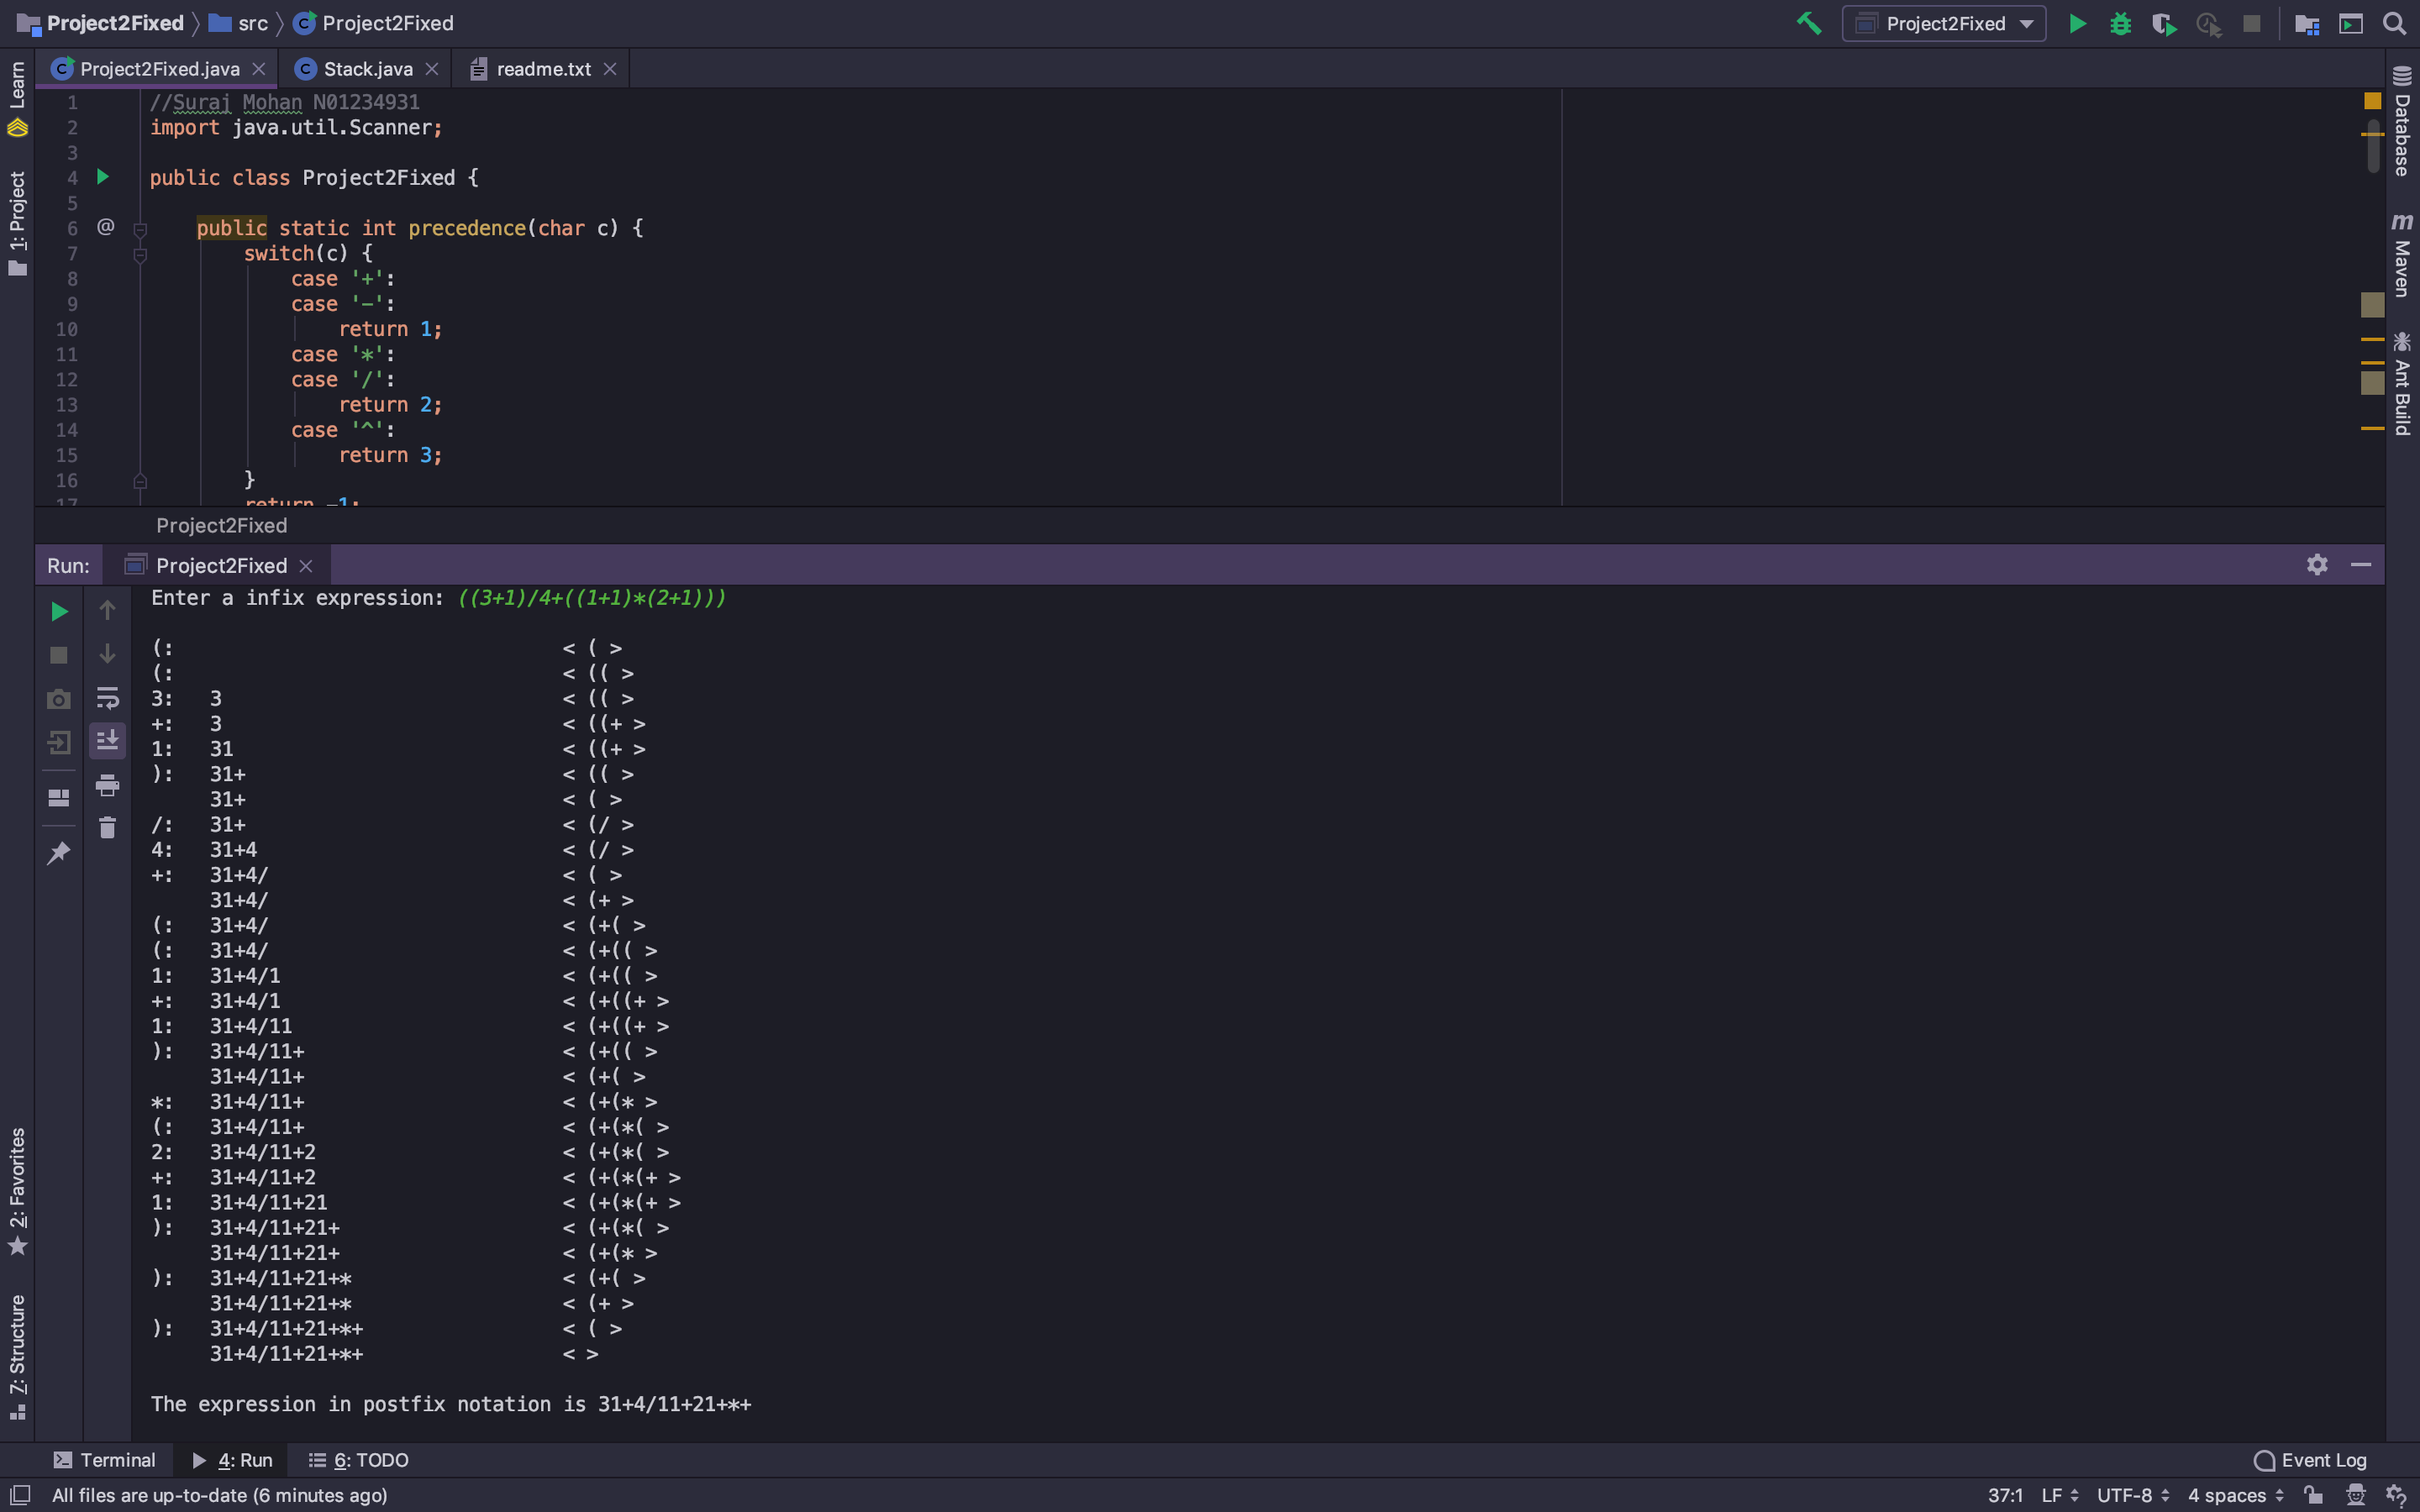 Project2Fixed 〉 src 〉 Project2Fixed
Project2Fixed
Project2Fixed.java
Stack.java
readme.txt
Learn
1: Project
2: Favorites
7: Structure
Database
m Maven
Ant Build
1 //Suraj Mohan N01234931
2 import java.util.Scanner;
3
4 public class Project2Fixed {
5
6 @ public static int precedence(char c) {
7 switch(c) {
8 case '+':
9 case '-':
10 return 1;
11 case '*':
12 case '/':
13 return 2;
14 case '^':
15 return 3;
16 }
17 return -1;
Project2Fixed
Run: Project2Fixed
Enter a infix expression: ((3+1)/4+((1+1)*(2+1)))
(: < ( >
(: < (( >
3: 3 < (( >
+: 3 < ((+ >
1: 31 < ((+ >
): 31+ < (( >
31+ < ( >
/: 31+ < (/ >
4: 31+4 < (/ >
+: 31+4/ < ( >
31+4/ < (+ >
(: 31+4/ < (+( >
(: 31+4/ < (+(( >
1: 31+4/1 < (+(( >
+: 31+4/1 < (+((+ >
1: 31+4/11 < (+((+ >
): 31+4/11+ < (+(( >
31+4/11+ < (+( >
*: 31+4/11+ < (+(* >
(: 31+4/11+ < (+(*( >
2: 31+4/11+2 < (+(*( >
+: 31+4/11+2 < (+(*(+ >
1: 31+4/11+21 < (+(*(+ >
): 31+4/11+21+ < (+(*( >
31+4/11+21+ < (+(* >
): 31+4/11+21+* < (+( >
31+4/11+21+* < (+ >
): 31+4/11+21+*+ < ( >
31+4/11+21+*+ < >
The expression in postfix notation is 31+4/11+21+*+
Terminal
4: Run
6: TODO
Event Log
All files are up-to-date (6 minutes ago)
37:1 LF UTF-8 4 spaces